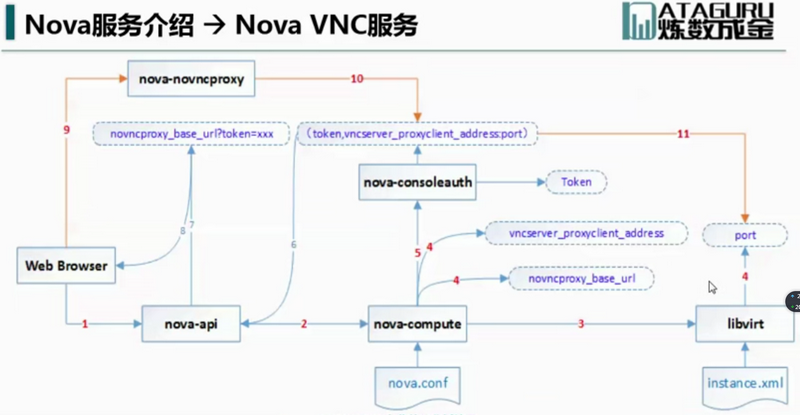 Nova服务介绍 → Nova VNC服务
ATAGURU
炼数成金
nova-novncproxy
10
9
novncproxy_base_url?token=xxx
(token,vncserver_proxyclient_address:port)
11
nova-consoleauth
Token
8
7
6
5
4
vncserver_proxyclient_address
port
Web Browser
4
novncproxy_base_url
4
1
nova-api
2
nova-compute
3
libvirt
nova.conf
instance.xml